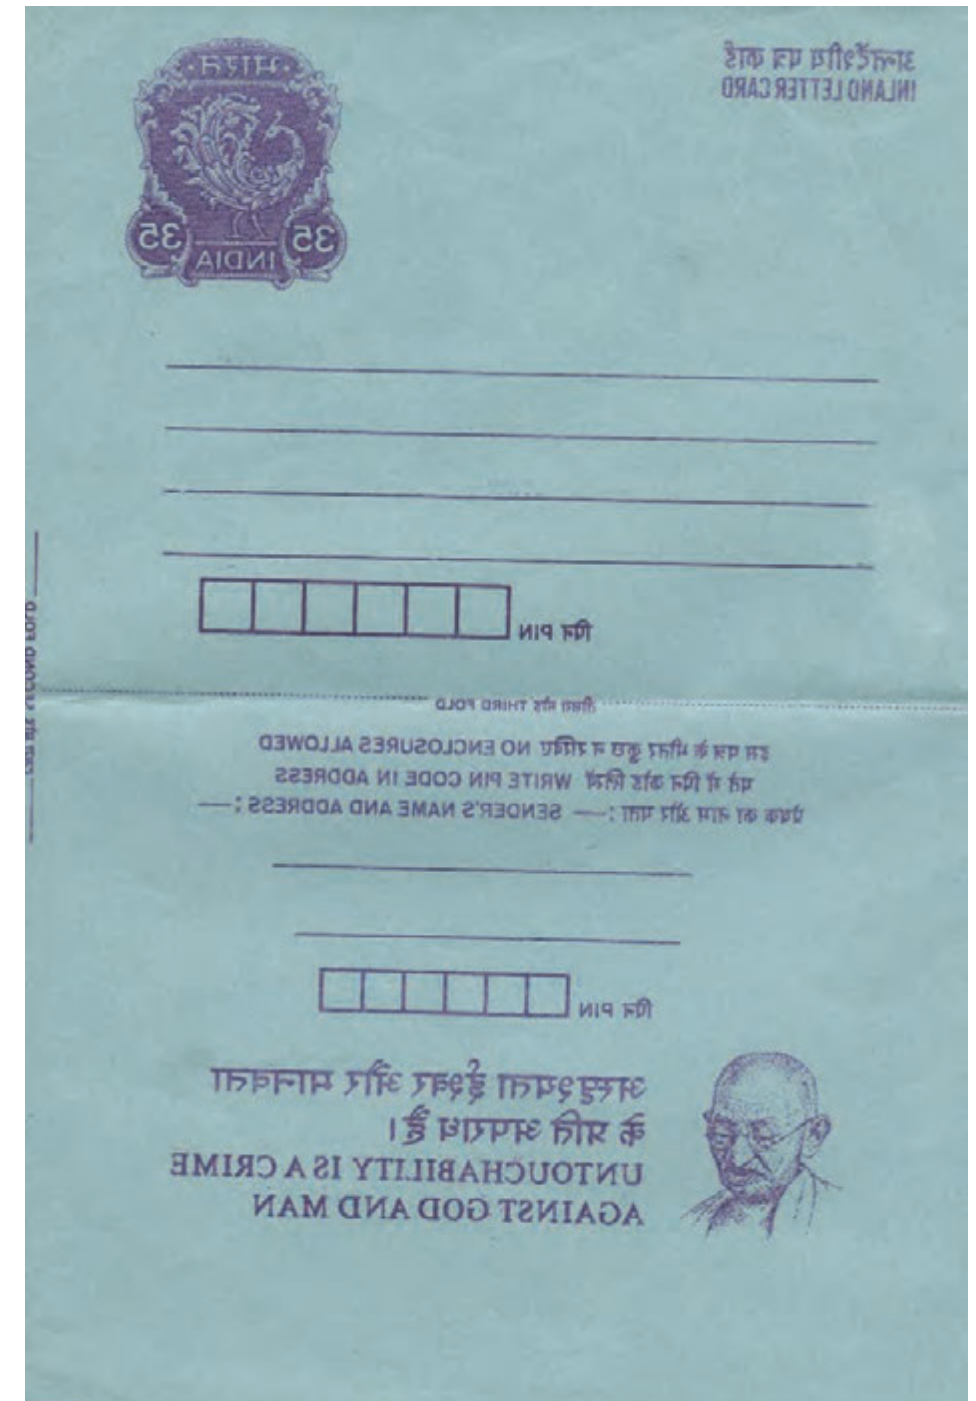 अन्तर्देशीय पत्र कार्ड
INLAND LETTER CARD
भारत
35 35
INDIA
पिन PIN
SECOND FOLD
तीसरा मोड़ THIRD FOLD
इस पत्र के भीतर कुछ न रखिए NO ENCLOSURES ALLOWED
पते में पिन कोड लिखें WRITE PIN CODE IN ADDRESS
प्रेषक का नाम और पता :— SENDER'S NAME AND ADDRESS :—
पिन PIN
अस्पृश्यता ईश्वर और मानवता
के प्रति अपराध है।
UNTOUCHABILITY IS A CRIME
AGAINST GOD AND MAN